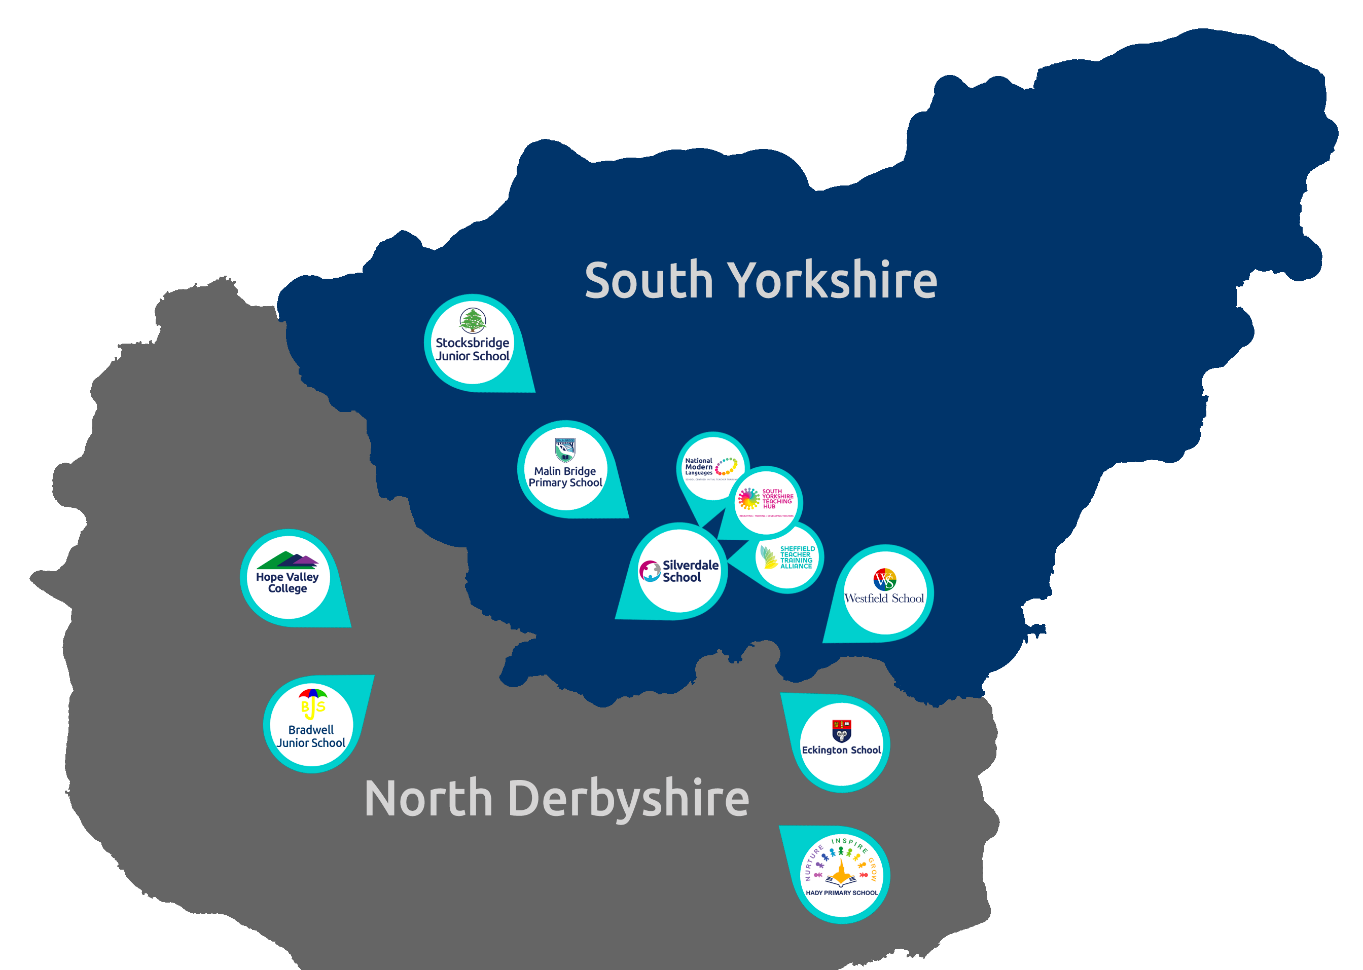 South Yorkshire
Stocksbridge
Junior School
Malin Bridge
Primary School
National
Modern
Languages
SOUTH
YORKSHIRE
TEACHING
HUB
Silverdale
School
SHEFFIELD
TEACHER
TRAINING
ALLIANCE
WS
Westfield School
Hope Valley
College
BJS
Bradwell
Junior School
Eckington School
North Derbyshire
NURTURE INSPIRE GROW
HADY PRIMARY SCHOOL